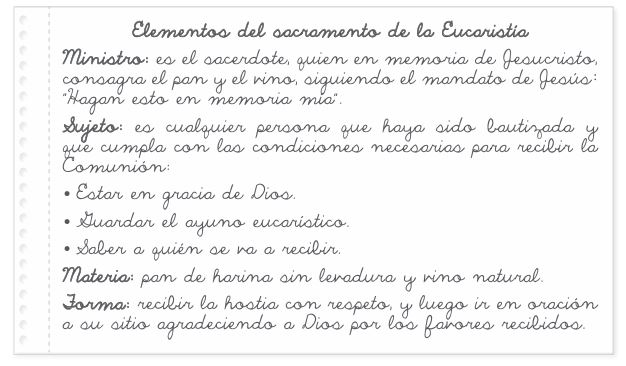 Elementos del sacramento de la Eucaristía
Ministro: es el sacerdote, quien en memoria de Jesucristo,
consagra el pan y el vino, siguiendo el mandato de Jesús:
"Hagan esto en memoria mía".
Sujeto: es cualquier persona que haya sido bautizada y
que cumpla con las condiciones necesarias para recibir la
Comunión:
• Estar en gracia de Dios.
• Guardar el ayuno eucarístico.
• Saber a quién se va a recibir.
Materia: pan de harina sin levadura y vino natural.
Forma: recibir la hostia con respeto, y luego ir en oración
a su sitio agradeciendo a Dios por los favores recibidos.